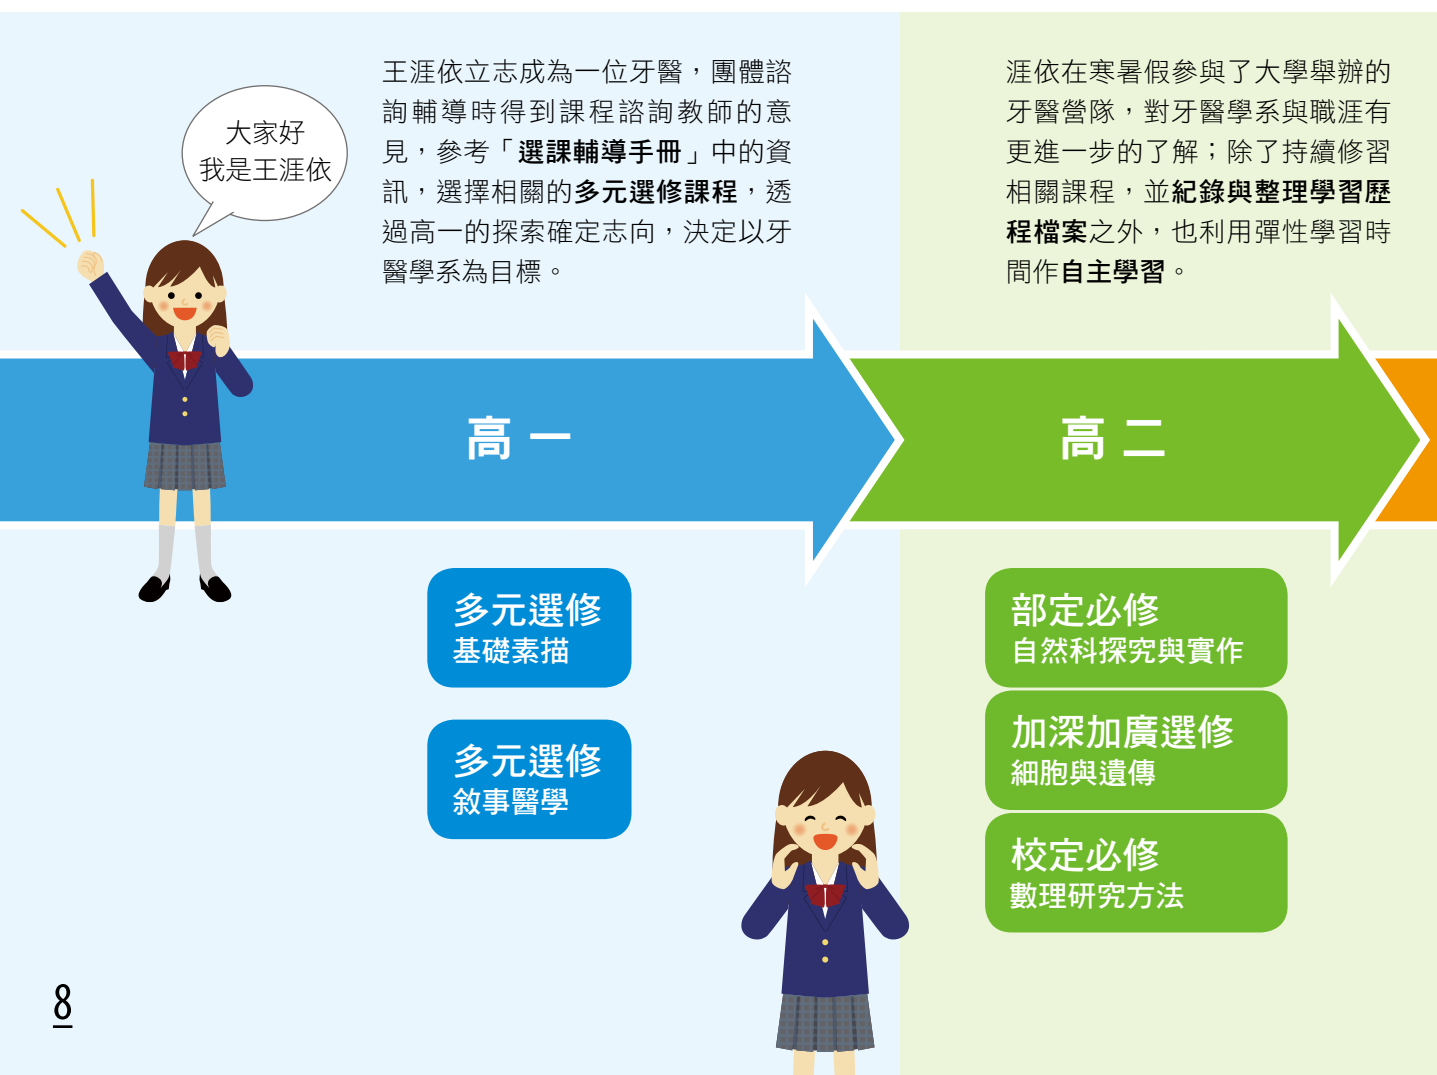 大家好
我是王涯依
王涯依立志成為一位牙醫，團體諮
詢輔導時得到課程諮詢教師的意
見，參考「選課輔導手冊」中的資
訊，選擇相關的多元選修課程，透
過高一的探索確定志向，決定以牙
醫學系為目標。
涯依在寒暑假參與了大學舉辦的
牙醫營隊，對牙醫學系與職涯有
更進一步的了解；除了持續修習
相關課程，並紀錄與整理學習歷
程檔案之外，也利用彈性學習時
間作自主學習。
高一
高二
多元選修
基礎素描
多元選修
敘事醫學
部定必修
自然科探究與實作
加深加廣選修
細胞與遺傳
校定必修
數理研究方法
8